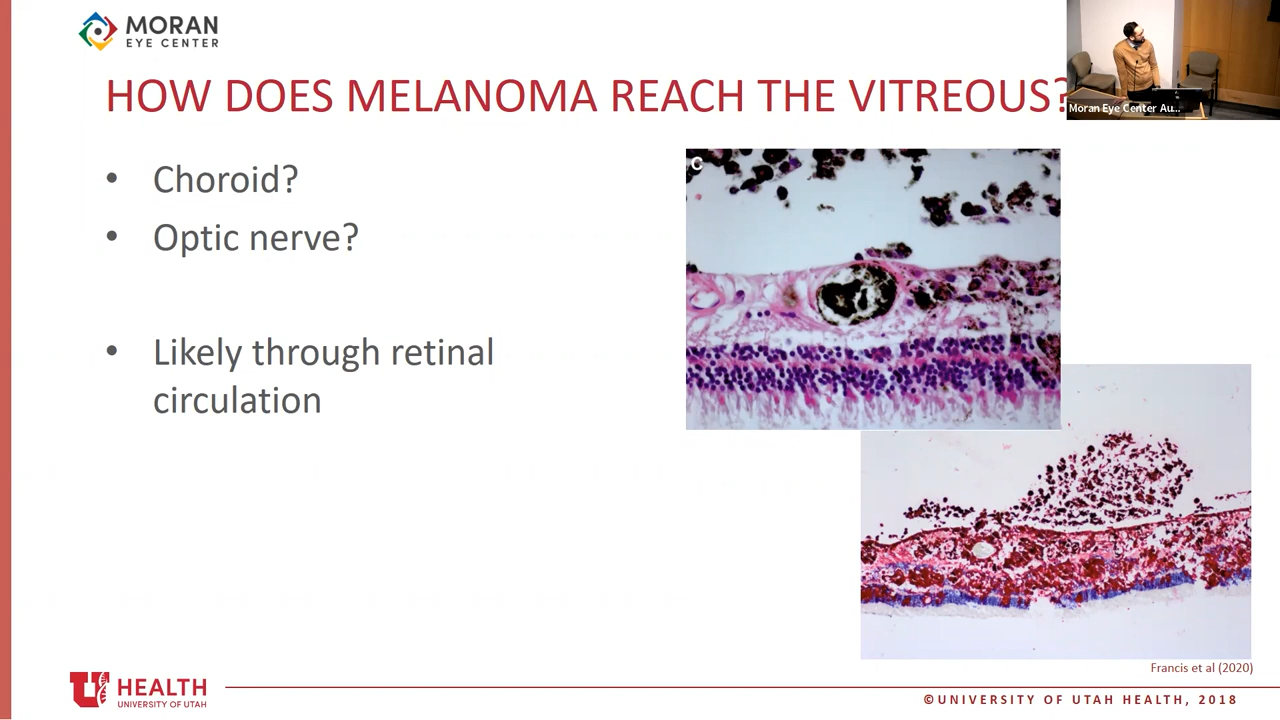 MORAN
EYE CENTER
HOW DOES MELANOMA REACH THE VITREOUS?
Moran Eye Center Au...
• Choroid?
• Optic nerve?
• Likely through retinal
circulation
C
Francis et al (2020)
U HEALTH
UNIVERSITY OF UTAH
©UNIVERSITY OF UTAH HEALTH, 2018